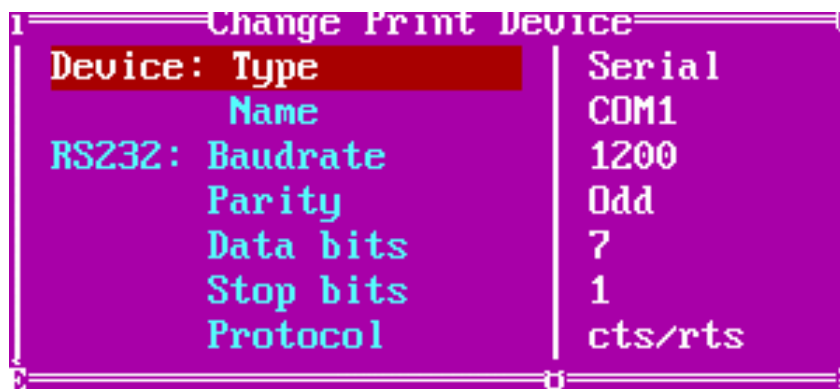 Change Print Device
Device: Type Serial
Name COM1
RS232: Baudrate 1200
Parity Odd
Data bits 7
Stop bits 1
Protocol cts/rts